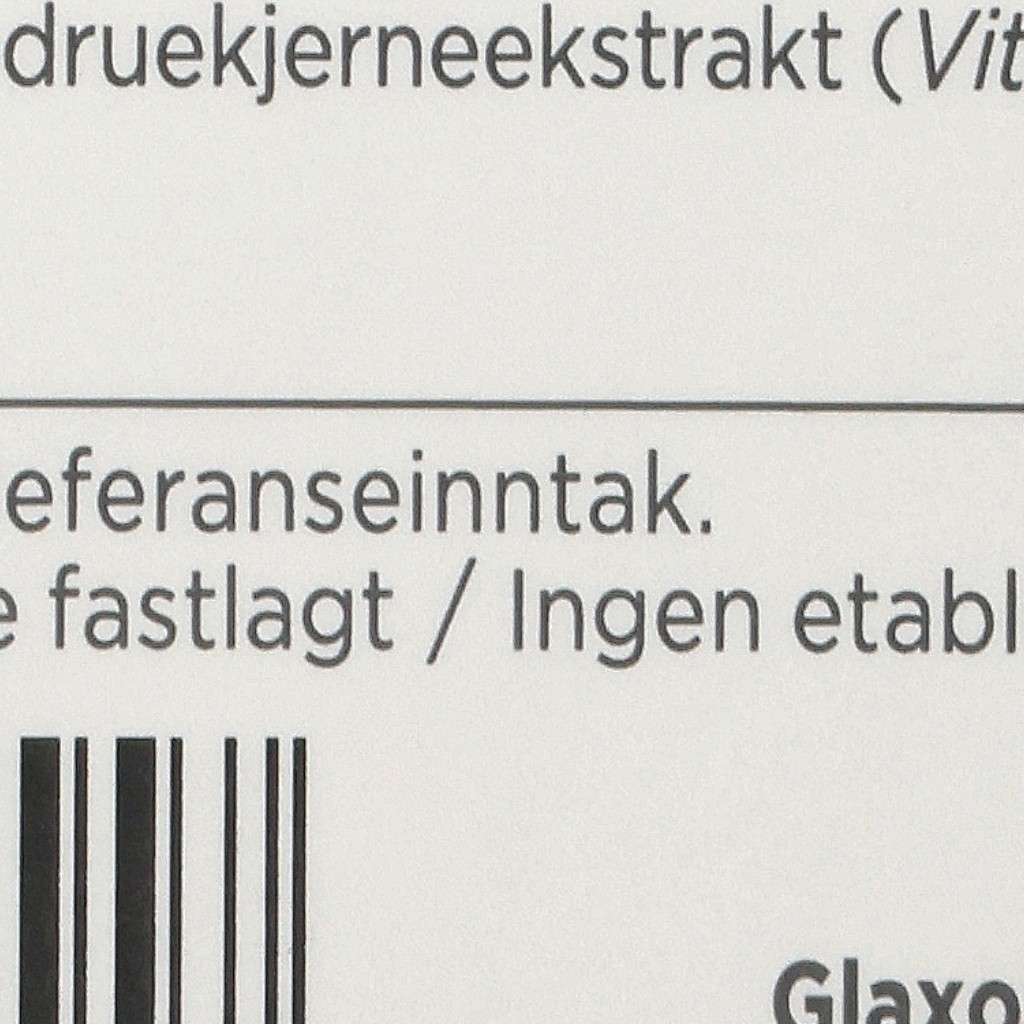 druekjerneekstrakt (Vit
eferanseinntak.
e fastlagt / Ingen etabl
Glaxo